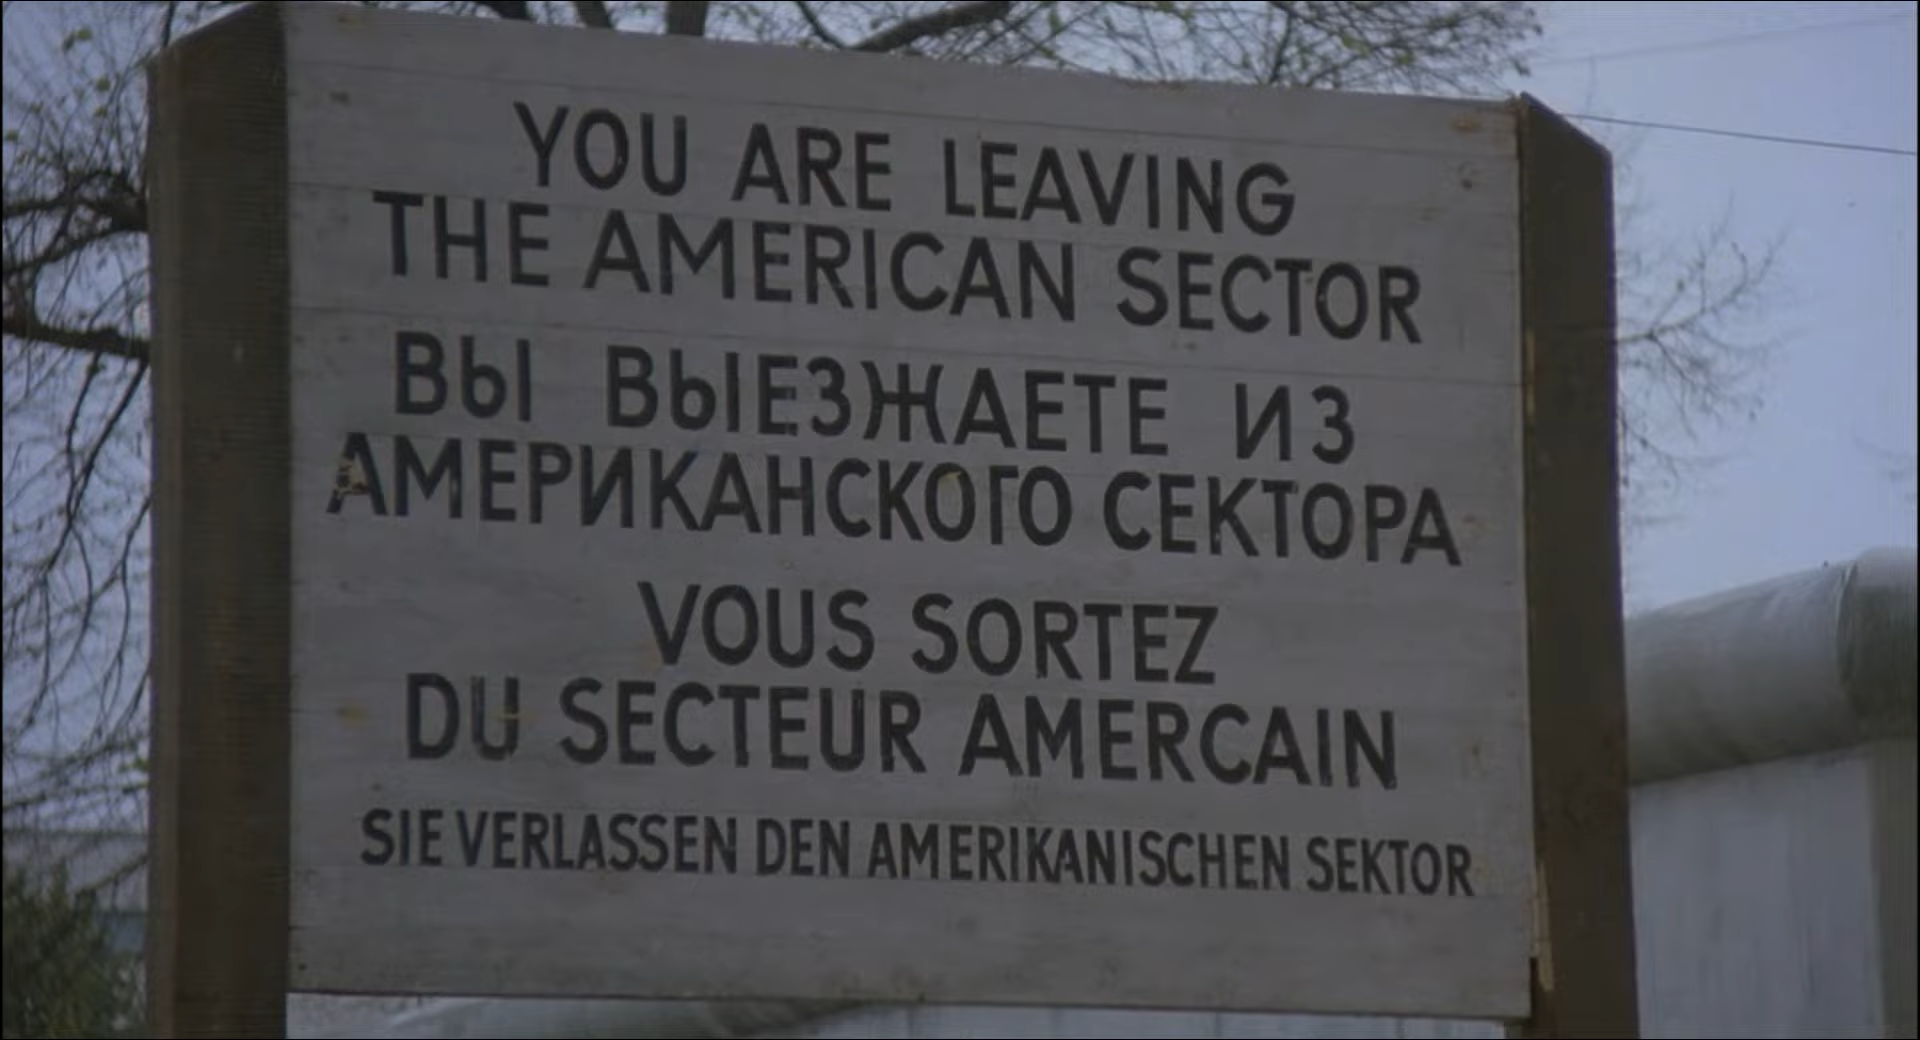 YOU ARE LEAVING
THE AMERICAN SECTOR
ВЫ ВЫЕЗЖАЕТЕ ИЗ
АМЕРИКАНСКОГО СЕКТОРА
VOUS SORTEZ
DU SECTEUR AMERCAIN
SIE VERLASSEN DEN AMERIKANISCHEN SEKTOR